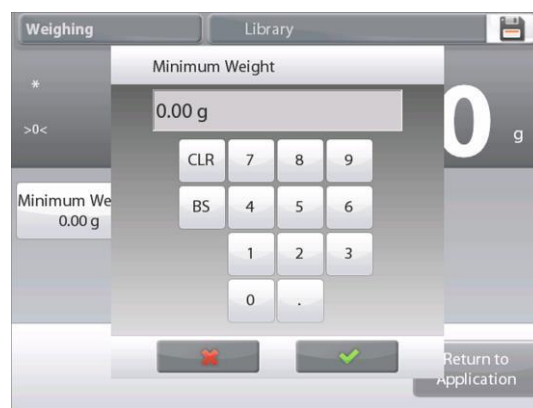 Weighing
Library
Minimum Weight
*
0.00 g
>0<
0
g
CLR 7 8 9
Minimum We
0.00 g
BS 4 5 6
1 2 3
0 .
Return to
Application